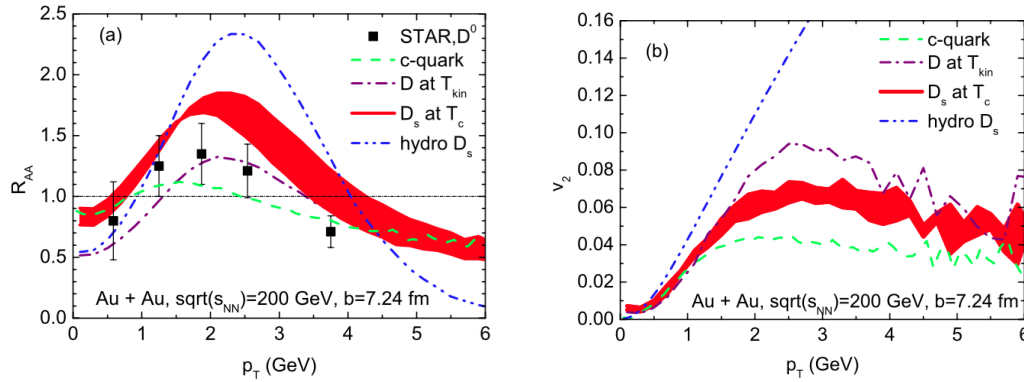 (a)
STAR,D⁰
c-quark
D at T_kin
D_s at T_c
hydro D_s
Au + Au, sqrt(s_NN)=200 GeV, b=7.24 fm
R_AA
2.5
2.0
1.5
1.0
0.5
0.0
0 1 2 3 4 5 6
p_T (GeV)
(b)
c-quark
D at T_kin
D_s at T_c
hydro D_s
Au + Au, sqrt(s_NN)=200 GeV, b=7.24 fm
v_2
0.16
0.14
0.12
0.10
0.08
0.06
0.04
0.02
0.00
0 1 2 3 4 5 6
p_T (GeV)